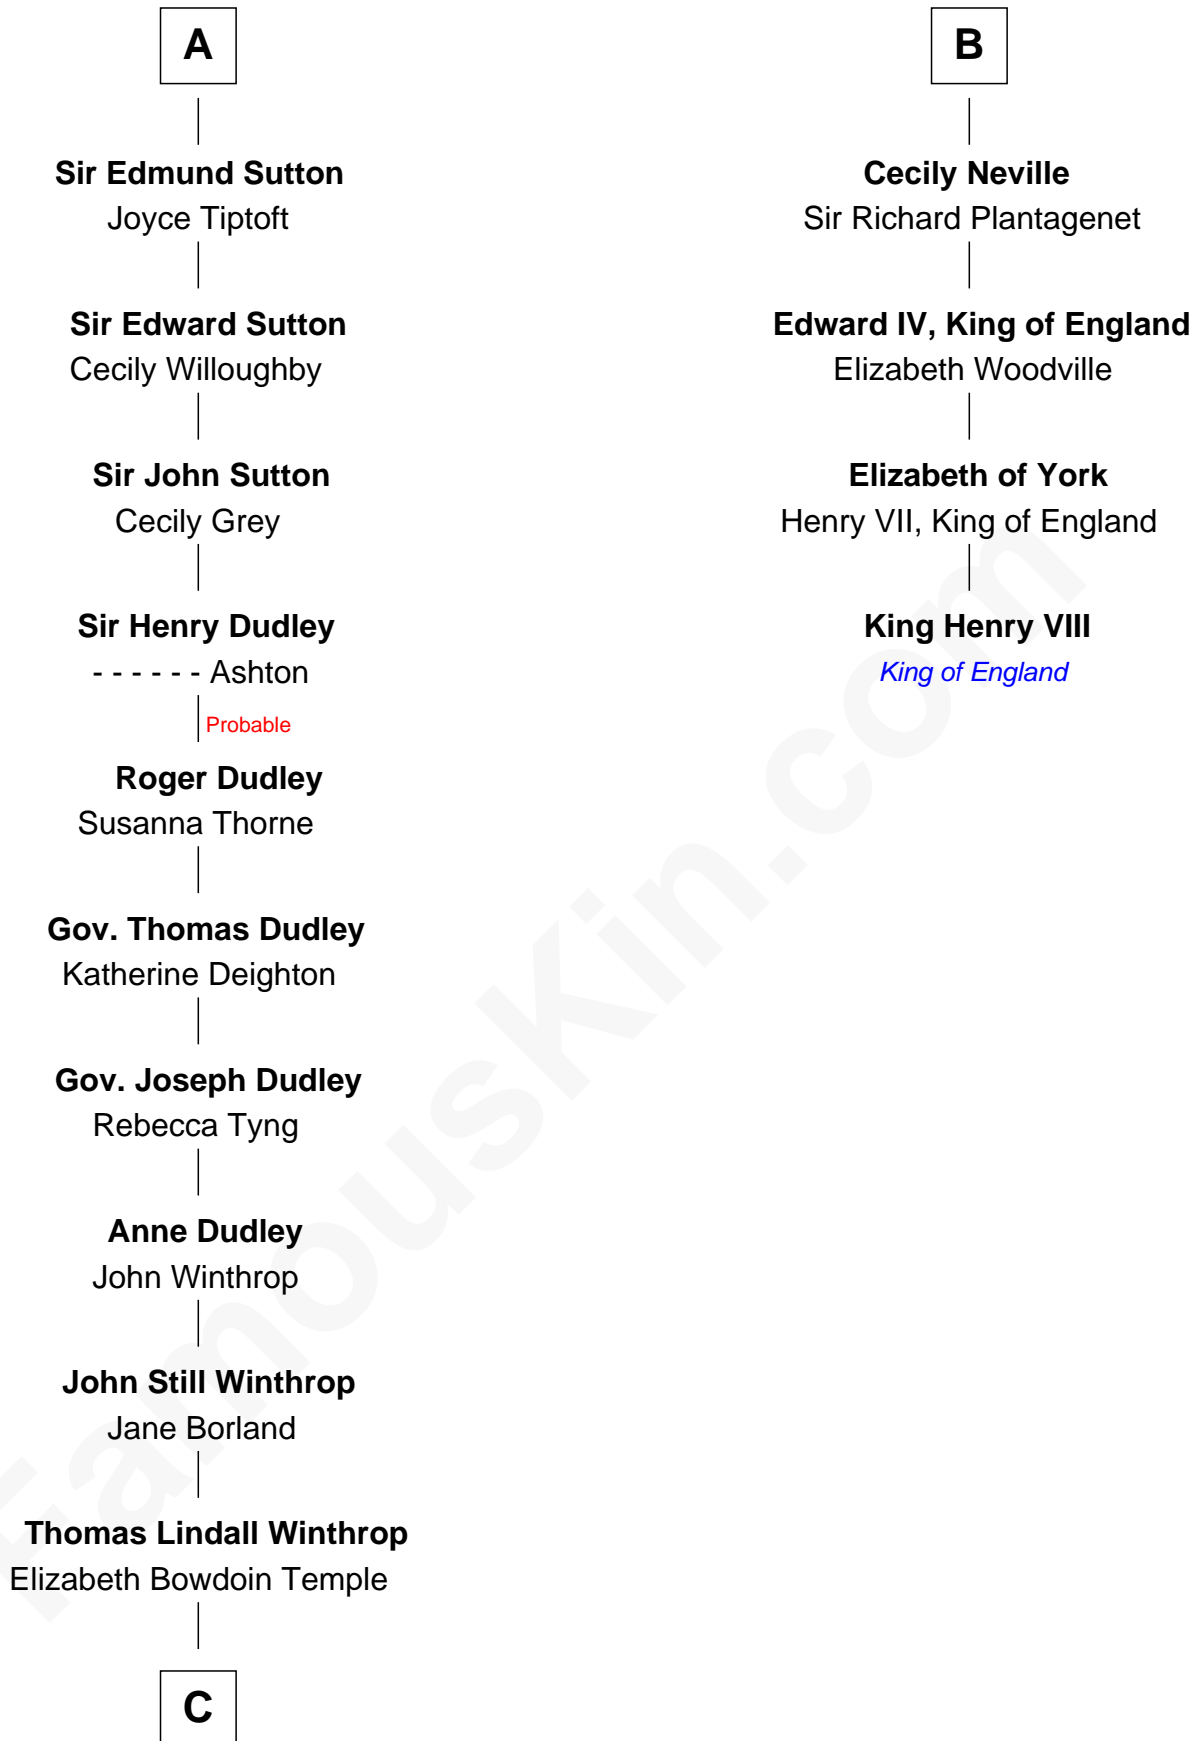 A
Sir Edmund Sutton
Joyce Tiptoft
Sir Edward Sutton
Cecily Willoughby
Sir John Sutton
Cecily Grey
Sir Henry Dudley
- - - - - - Ashton
Probable
Roger Dudley
Susanna Thorne
Gov. Thomas Dudley
Katherine Deighton
Gov. Joseph Dudley
Rebecca Tyng
Anne Dudley
John Winthrop
John Still Winthrop
Jane Borland
Thomas Lindall Winthrop
Elizabeth Bowdoin Temple
C
B
Cecily Neville
Sir Richard Plantagenet
Edward IV, King of England
Elizabeth Woodville
Elizabeth of York
Henry VII, King of England
King Henry VIII
King of England
FamousKin.com